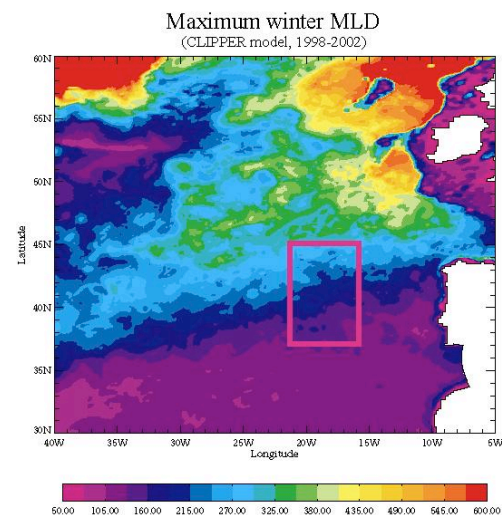 Maximum winter MLD
(CLIPPER model, 1998-2002)
60N
55N
50N
45N
40N
35N
30N
Latitude
40W 35W 30W 25W 20W 15W 10W 5W
Longitude
50.00 105.00 160.00 215.00 270.00 325.00 380.00 435.00 490.00 545.00 600.00